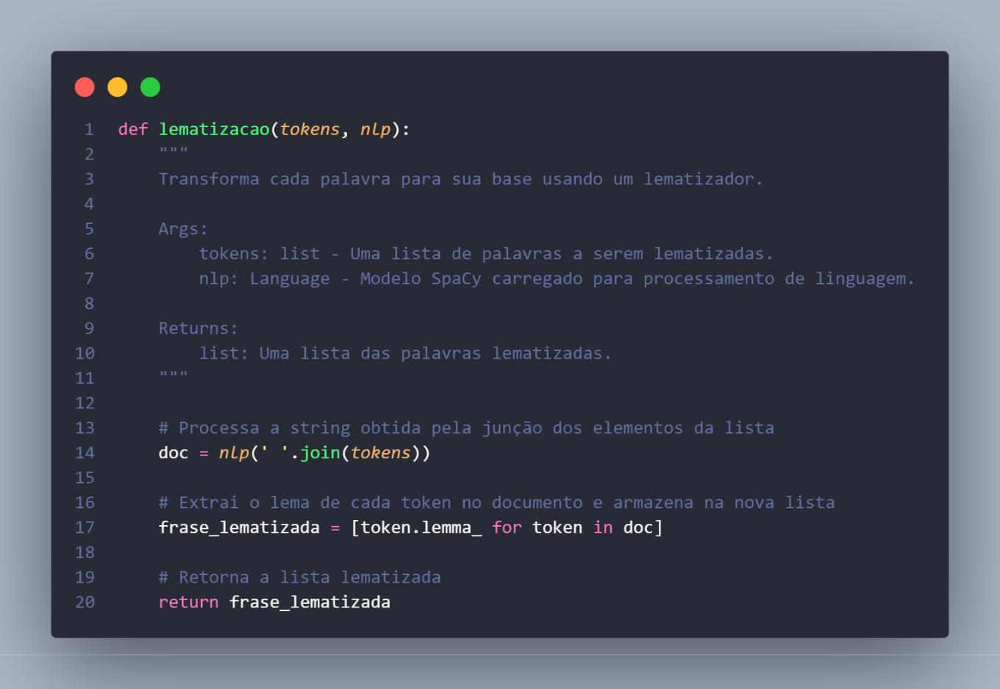 1 def lematizacao(tokens, nlp):
2     """
3     Transforma cada palavra para sua base usando um lematizador.
4
5     Args:
6         tokens: list - Uma lista de palavras a serem lematizadas.
7         nlp: Language - Modelo SpaCy carregado para processamento de linguagem.
8
9     Returns:
10         list: Uma lista das palavras lematizadas.
11     """
12
13     # Processa a string obtida pela junção dos elementos da lista
14     doc = nlp(' '.join(tokens))
15
16     # Extrai o lema de cada token no documento e armazena na nova lista
17     frase_lematizada = [token.lemma_ for token in doc]
18
19     # Retorna a lista lematizada
20     return frase_lematizada